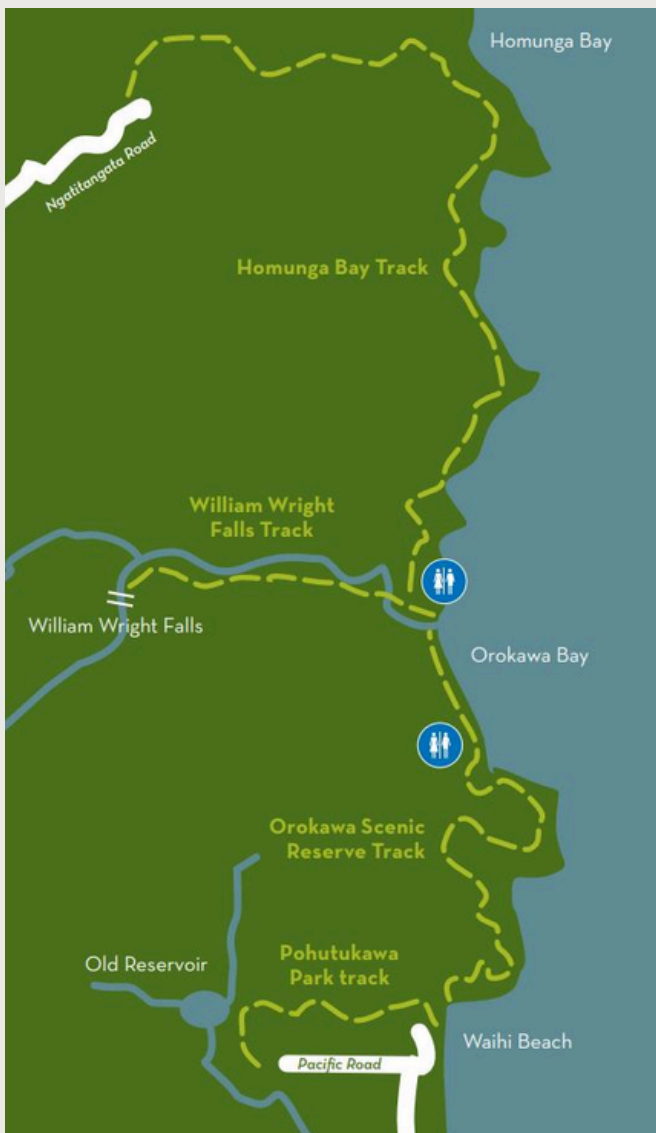 Homunga Bay
Ngatitangata Road
Homunga Bay Track
William Wright
Falls Track
William Wright Falls
Orokawa Bay
Orokawa Scenic
Reserve Track
Pohutukawa
Park track
Old Reservoir
Waihi Beach
Pacific Road